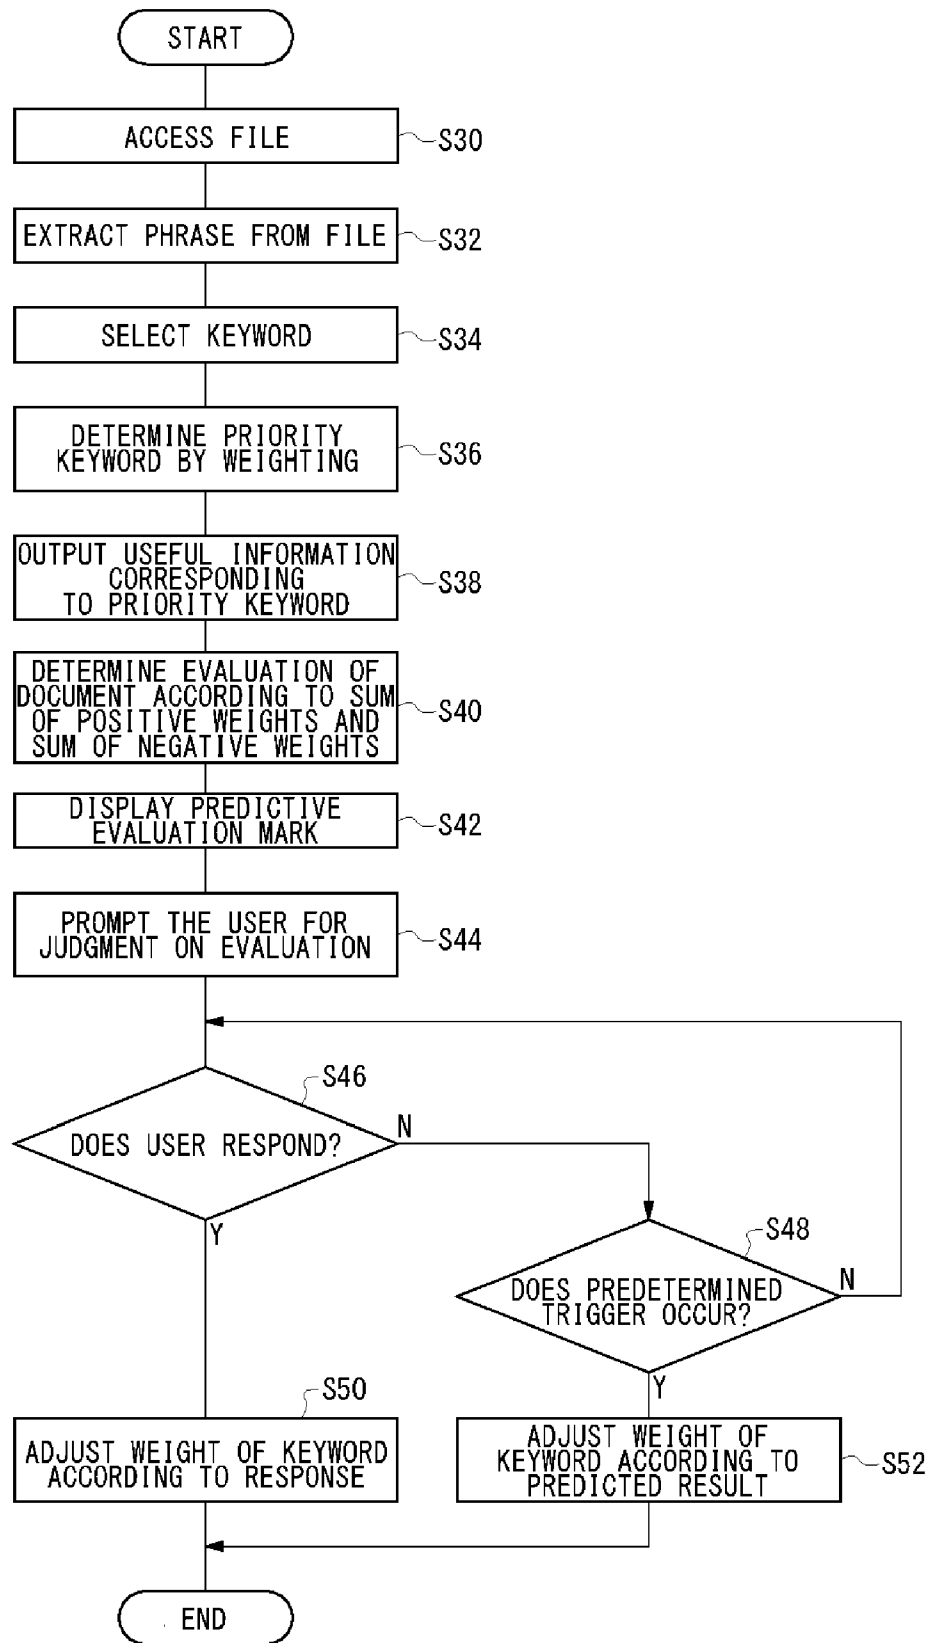 START
ACCESS FILE
S30
EXTRACT PHRASE FROM FILE
S32
SELECT KEYWORD
S34
DETERMINE PRIORITY
KEYWORD BY WEIGHTING
S36
OUTPUT USEFUL INFORMATION
CORRESPONDING
TO PRIORITY KEYWORD
S38
DETERMINE EVALUATION OF
DOCUMENT ACCORDING TO SUM
OF POSITIVE WEIGHTS AND
SUM OF NEGATIVE WEIGHTS
S40
DISPLAY PREDICTIVE
EVALUATION MARK
S42
PROMPT THE USER FOR
JUDGMENT ON EVALUATION
S44
S46
DOES USER RESPOND?
N
Y
S48
DOES PREDETERMINED
TRIGGER OCCUR?
N
Y
S50
ADJUST WEIGHT OF KEYWORD
ACCORDING TO RESPONSE
ADJUST WEIGHT OF
KEYWORD ACCORDING TO
PREDICTED RESULT
S52
END